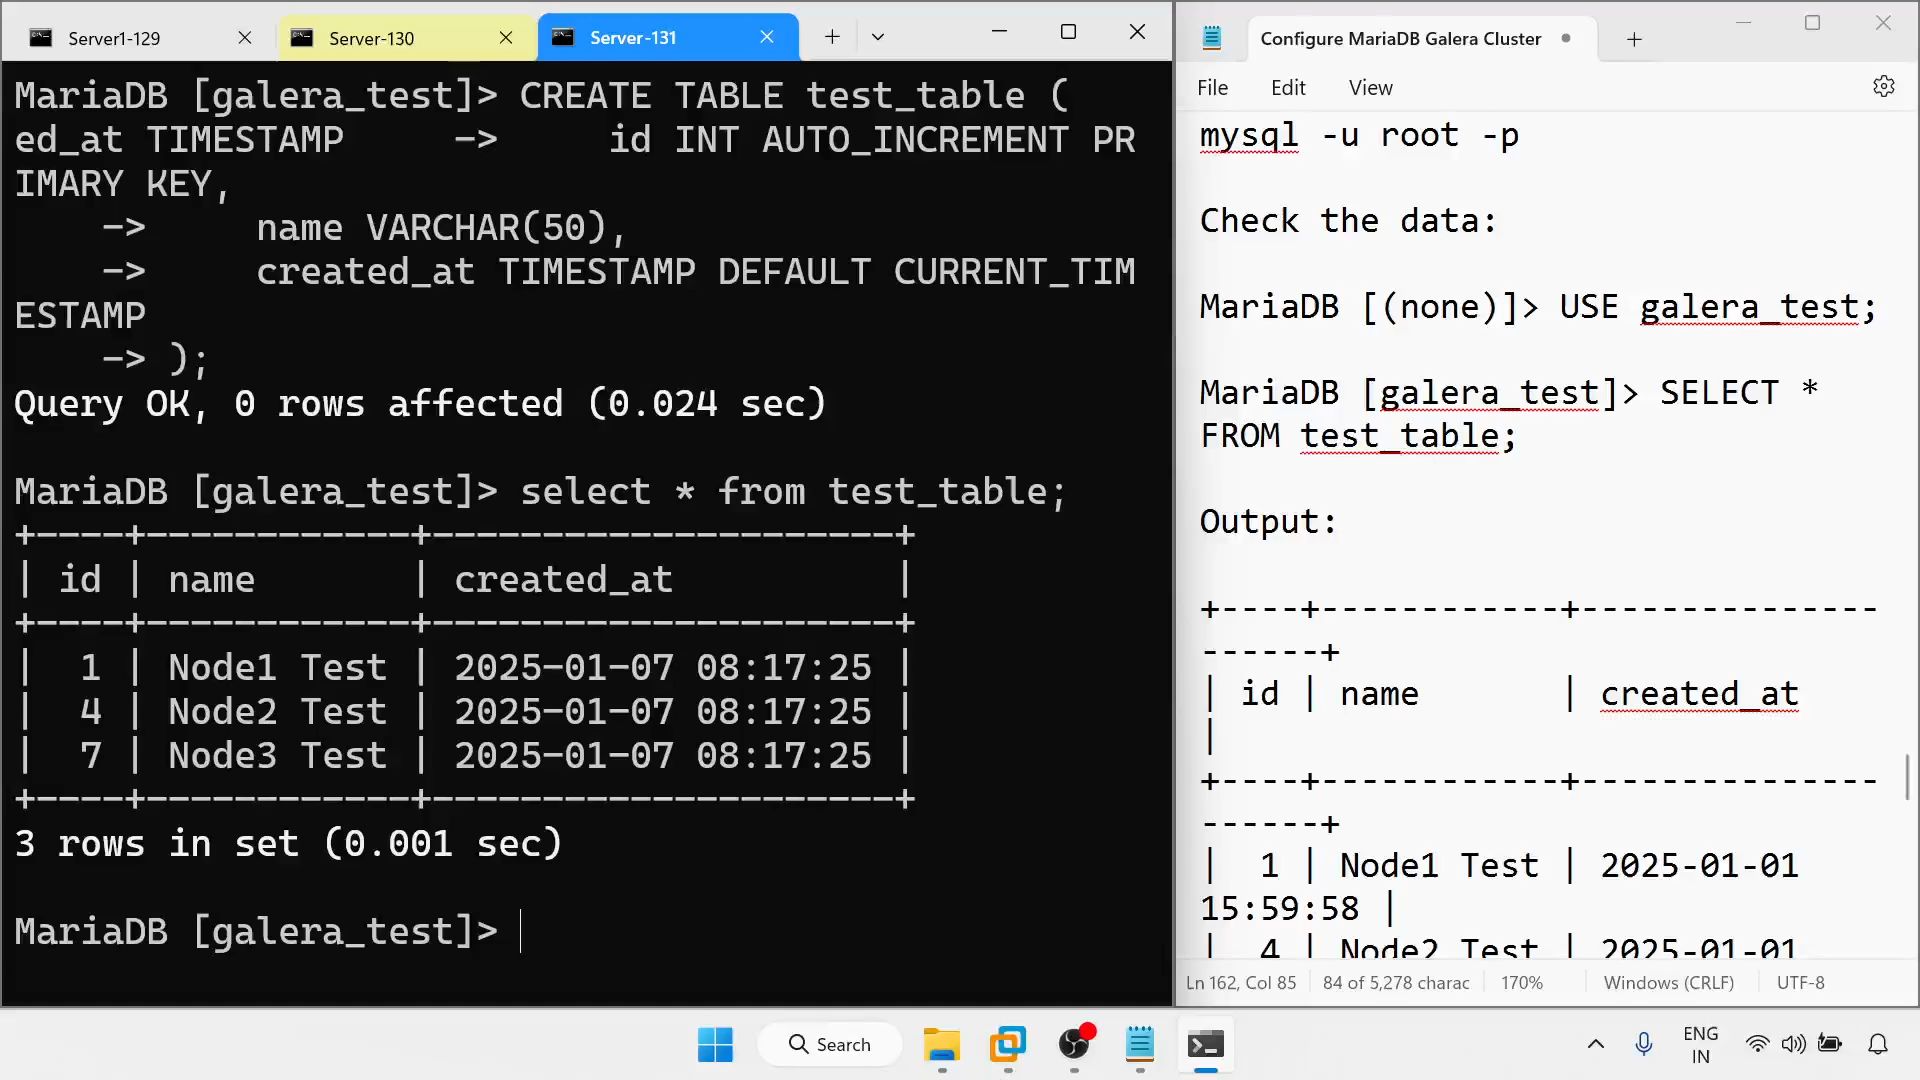 Server1-129
Server-130
Server-131
MariaDB [galera_test]> CREATE TABLE test_table (
ed_at TIMESTAMP     ->     id INT AUTO_INCREMENT PR
IMARY KEY,
    ->     name VARCHAR(50),
    ->     created_at TIMESTAMP DEFAULT CURRENT_TIM
ESTAMP
    -> );
Query OK, 0 rows affected (0.024 sec)
MariaDB [galera_test]> select * from test_table;
+----+------------+---------------------+
| id | name       | created_at          |
+----+------------+---------------------+
|  1 | Node1 Test | 2025-01-07 08:17:25 |
|  4 | Node2 Test | 2025-01-07 08:17:25 |
|  7 | Node3 Test | 2025-01-07 08:17:25 |
+----+------------+---------------------+
3 rows in set (0.001 sec)
MariaDB [galera_test]>
Configure MariaDB Galera Cluster
File Edit View
mysql -u root -p
Check the data:
MariaDB [(none)]> USE galera_test;
MariaDB [galera_test]> SELECT *
FROM test_table;
Output:
+----+------------+---------------
------+
| id | name       | created_at
|
+----+------------+---------------
------+
|  1 | Node1 Test | 2025-01-01
15:59:58 |
|  4 | Node2 Test | 2025-01-01
Ln 162, Col 85
84 of 5,278 charac
170%
Windows (CRLF)
UTF-8
Search
ENG
IN